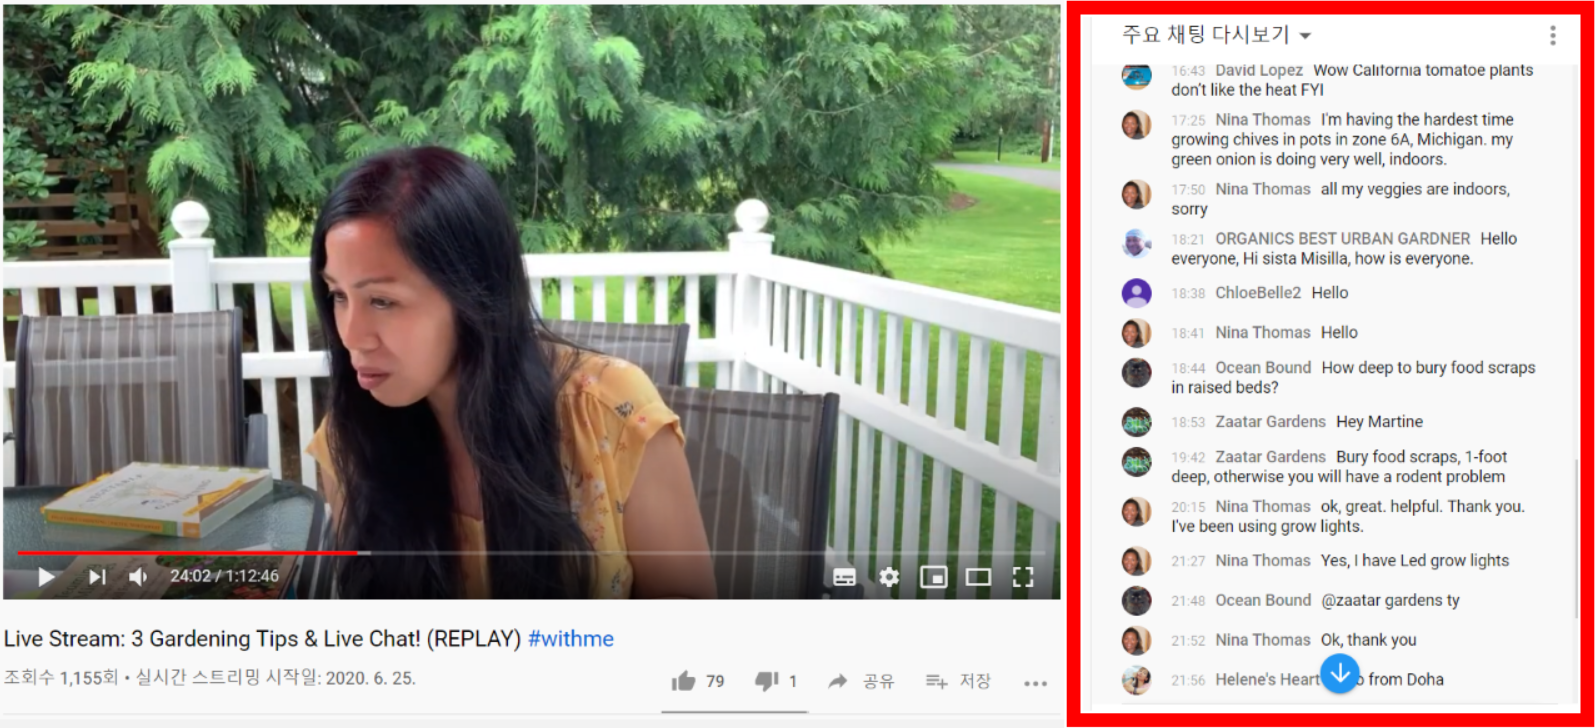 24:02 / 1:12:46
Live Stream: 3 Gardening Tips & Live Chat! (REPLAY) #withme
조회수 1,155회 • 실시간 스트리밍 시작일: 2020. 6. 25.
79
1
공유
저장
주요 채팅 다시보기
16:43 David Lopez Wow California tomatoe plants
don't like the heat FYI
17:25 Nina Thomas I'm having the hardest time
growing chives in pots in zone 6A, Michigan. my
green onion is doing very well, indoors.
17:50 Nina Thomas all my veggies are indoors,
sorry
18:21 ORGANICS BEST URBAN GARDNER Hello
everyone, Hi sista Misilla, how is everyone.
18:38 ChloeBelle2 Hello
18:41 Nina Thomas Hello
18:44 Ocean Bound How deep to bury food scraps
in raised beds?
18:53 Zaatar Gardens Hey Martine
19:42 Zaatar Gardens Bury food scraps, 1-foot
deep, otherwise you will have a rodent problem
20:15 Nina Thomas ok, great. helpful. Thank you.
I've been using grow lights.
21:27 Nina Thomas Yes, I have Led grow lights
21:48 Ocean Bound @zaatar gardens ty
21:52 Nina Thomas Ok, thank you
21:56 Helene's Heart from Doha